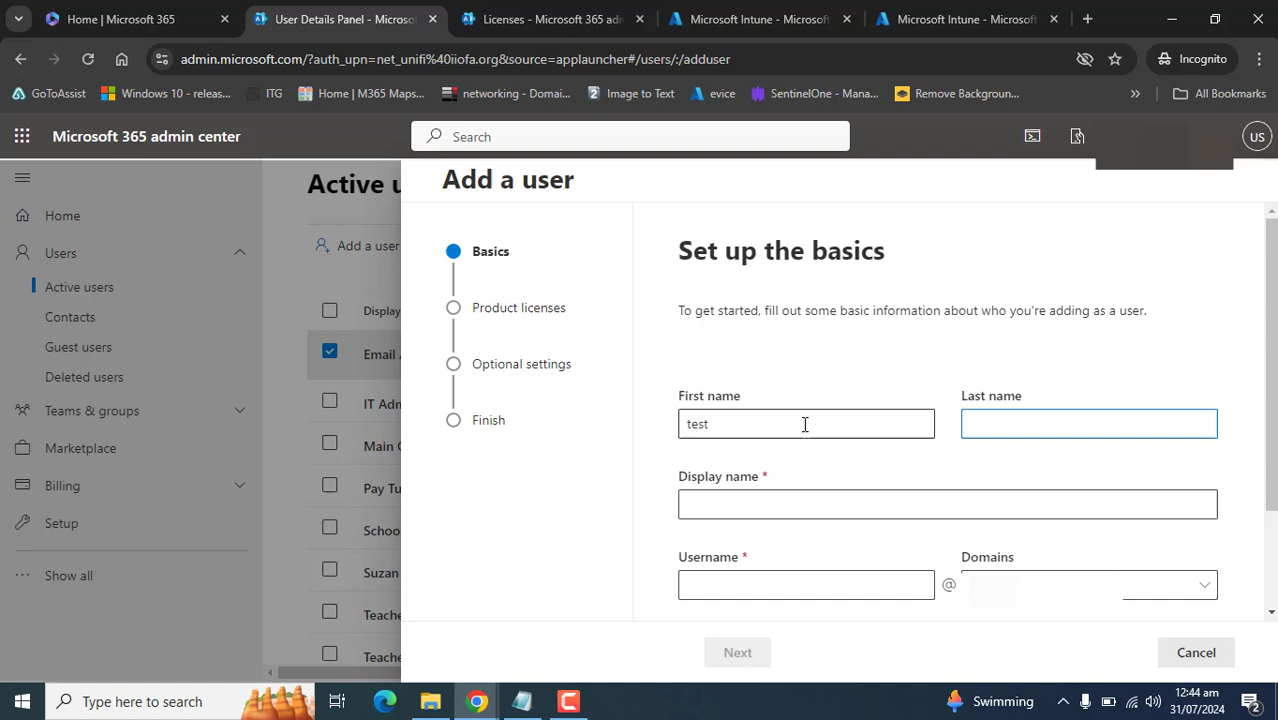 Home | Microsoft 365
User Details Panel - Microso
Licenses - Microsoft 365 adn
Microsoft Intune - Microsoft
Microsoft Intune - Microsoft
admin.microsoft.com/?auth_upn=net_unifi%40iiofa.org&source=applauncher#/users/:/adduser
Incognito
GoToAssist
Windows 10 - releas...
ITG
Home | M365 Maps...
networking - Domai...
Image to Text
evice
SentinelOne - Mana...
Remove Backgroun...
All Bookmarks
Microsoft 365 admin center
Search
US
Home
Users
Active users
Contacts
Guest users
Deleted users
Teams & groups
Marketplace
Billing
Setup
Show all
Active u
Add a user
Display
Email A
IT Adm
Main C
Pay Tu
Schoo
Suzan
Teache
Teache
Add a user
Basics
Product licenses
Optional settings
Finish
Set up the basics
To get started, fill out some basic information about who you're adding as a user.
First name
Last name
test
Display name *
Username *
Domains
@
Next
Cancel
Type here to search
Swimming
12:44 am
31/07/2024
2